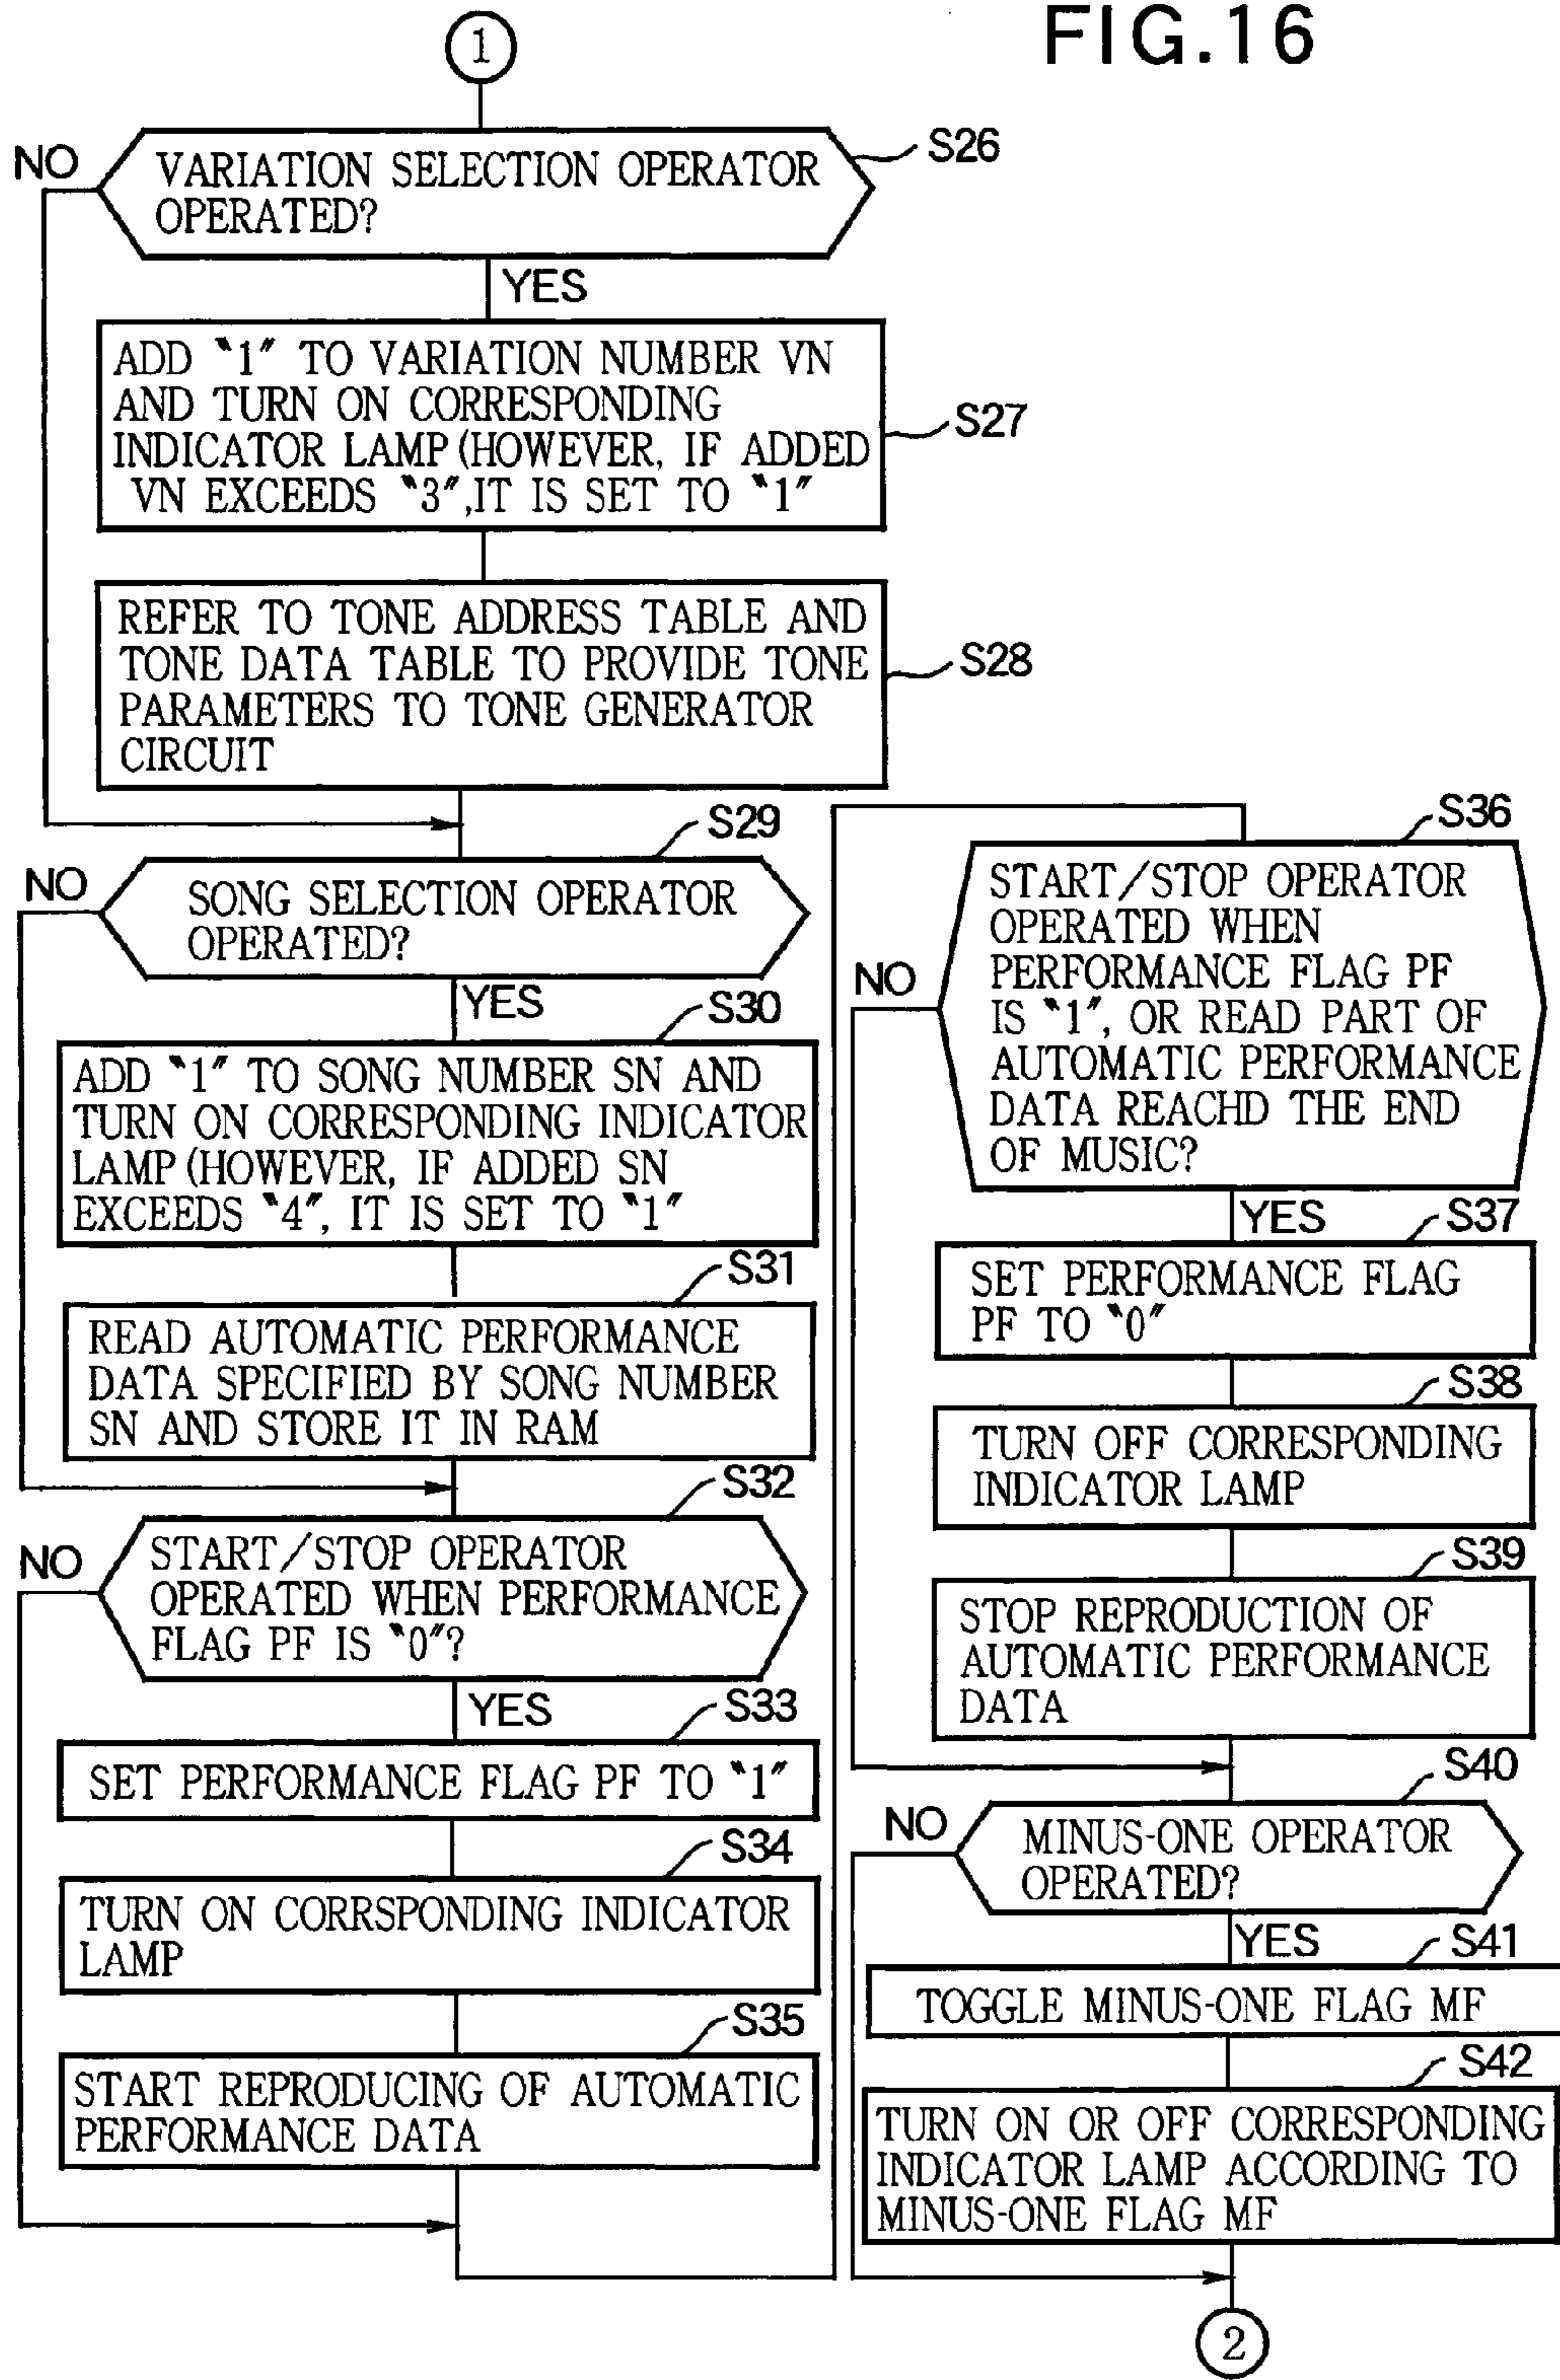 FIG.16
1
NO
VARIATION SELECTION OPERATOR
OPERATED?
S26
YES
ADD "1" TO VARIATION NUMBER VN
AND TURN ON CORRESPONDING
INDICATOR LAMP (HOWEVER, IF ADDED
VN EXCEEDS "3",IT IS SET TO "1"
S27
REFER TO TONE ADDRESS TABLE AND
TONE DATA TABLE TO PROVIDE TONE
PARAMETERS TO TONE GENERATOR
CIRCUIT
S28
S29
NO
SONG SELECTION OPERATOR
OPERATED?
YES
S30
ADD "1" TO SONG NUMBER SN AND
TURN ON CORRESPONDING INDICATOR
LAMP (HOWEVER, IF ADDED SN
EXCEEDS "4", IT IS SET TO "1"
S31
READ AUTOMATIC PERFORMANCE
DATA SPECIFIED BY SONG NUMBER
SN AND STORE IT IN RAM
S32
NO
START/STOP OPERATOR
OPERATED WHEN PERFORMANCE
FLAG PF IS "0"?
YES
S33
SET PERFORMANCE FLAG PF TO "1"
S34
TURN ON CORRSPONDING INDICATOR
LAMP
S35
START REPRODUCING OF AUTOMATIC
PERFORMANCE DATA
S36
NO
START/STOP OPERATOR
OPERATED WHEN
PERFORMANCE FLAG PF
IS "1", OR READ PART OF
AUTOMATIC PERFORMANCE
DATA REACHD THE END
OF MUSIC?
YES
S37
SET PERFORMANCE FLAG
PF TO "0"
S38
TURN OFF CORRESPONDING
INDICATOR LAMP
S39
STOP REPRODUCTION OF
AUTOMATIC PERFORMANCE
DATA
S40
NO
MINUS-ONE OPERATOR
OPERATED?
YES
S41
TOGGLE MINUS-ONE FLAG MF
S42
TURN ON OR OFF CORRESPONDING
INDICATOR LAMP ACCORDING TO
MINUS-ONE FLAG MF
2